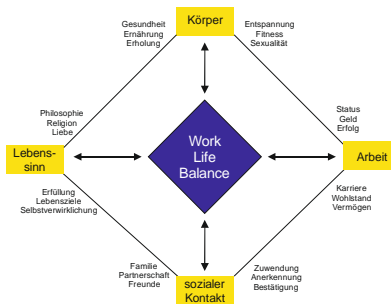 Körper
Gesundheit
Ernährung
Erholung
Entspannung
Fitness
Sexualität
Philosophie
Religion
Liebe
Status
Geld
Erfolg
Lebens-
sinn
Work
Life
Balance
Arbeit
Erfüllung
Lebensziele
Selbstverwirklichung
Karriere
Wohlstand
Vermögen
Familie
Partnerschaft
Freunde
Zuwendung
Anerkennung
Bestätigung
sozialer
Kontakt